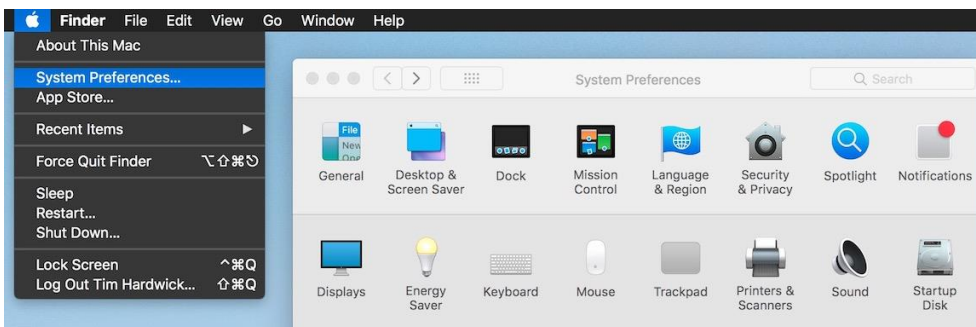 Finder File Edit View Go Window Help
About This Mac
System Preferences...
App Store...
Recent Items ▶
Force Quit Finder ⌥⇧⌘⎋
Sleep
Restart...
Shut Down...
Lock Screen ^⌘Q
Log Out Tim Hardwick... ⇧⌘Q
System Preferences
Search
File
New
General
Desktop &
Screen Saver
Dock
Mission
Control
Language
& Region
Security
& Privacy
Spotlight
Notifications
Displays
Energy
Saver
Keyboard
Mouse
Trackpad
Printers &
Scanners
Sound
Startup
Disk